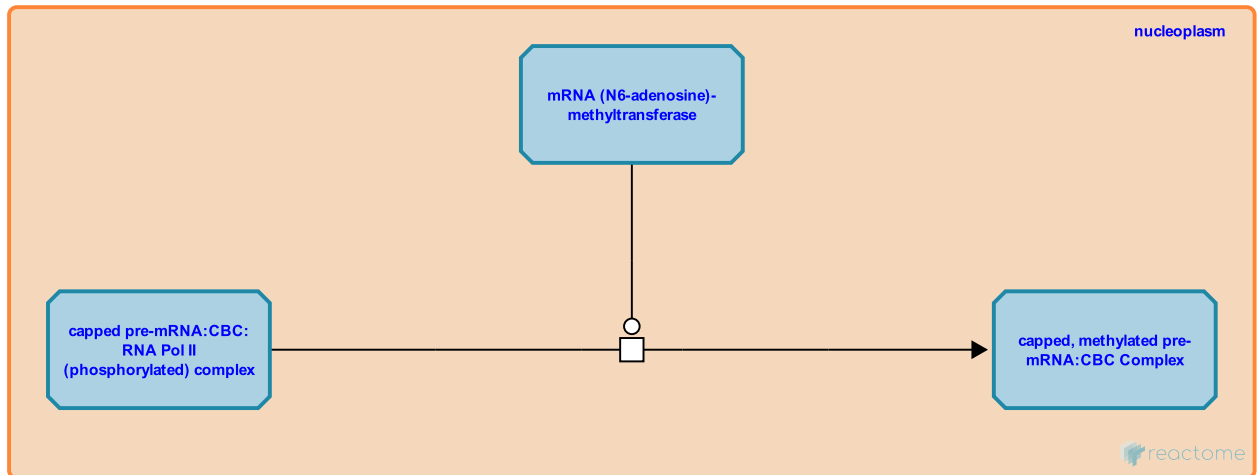 nucleoplasm
mRNA (N6-adenosine)-
methyltransferase
capped pre-mRNA:CBC:
RNA Pol II
(phosphorylated) complex
capped, methylated pre-
mRNA:CBC Complex
reactome